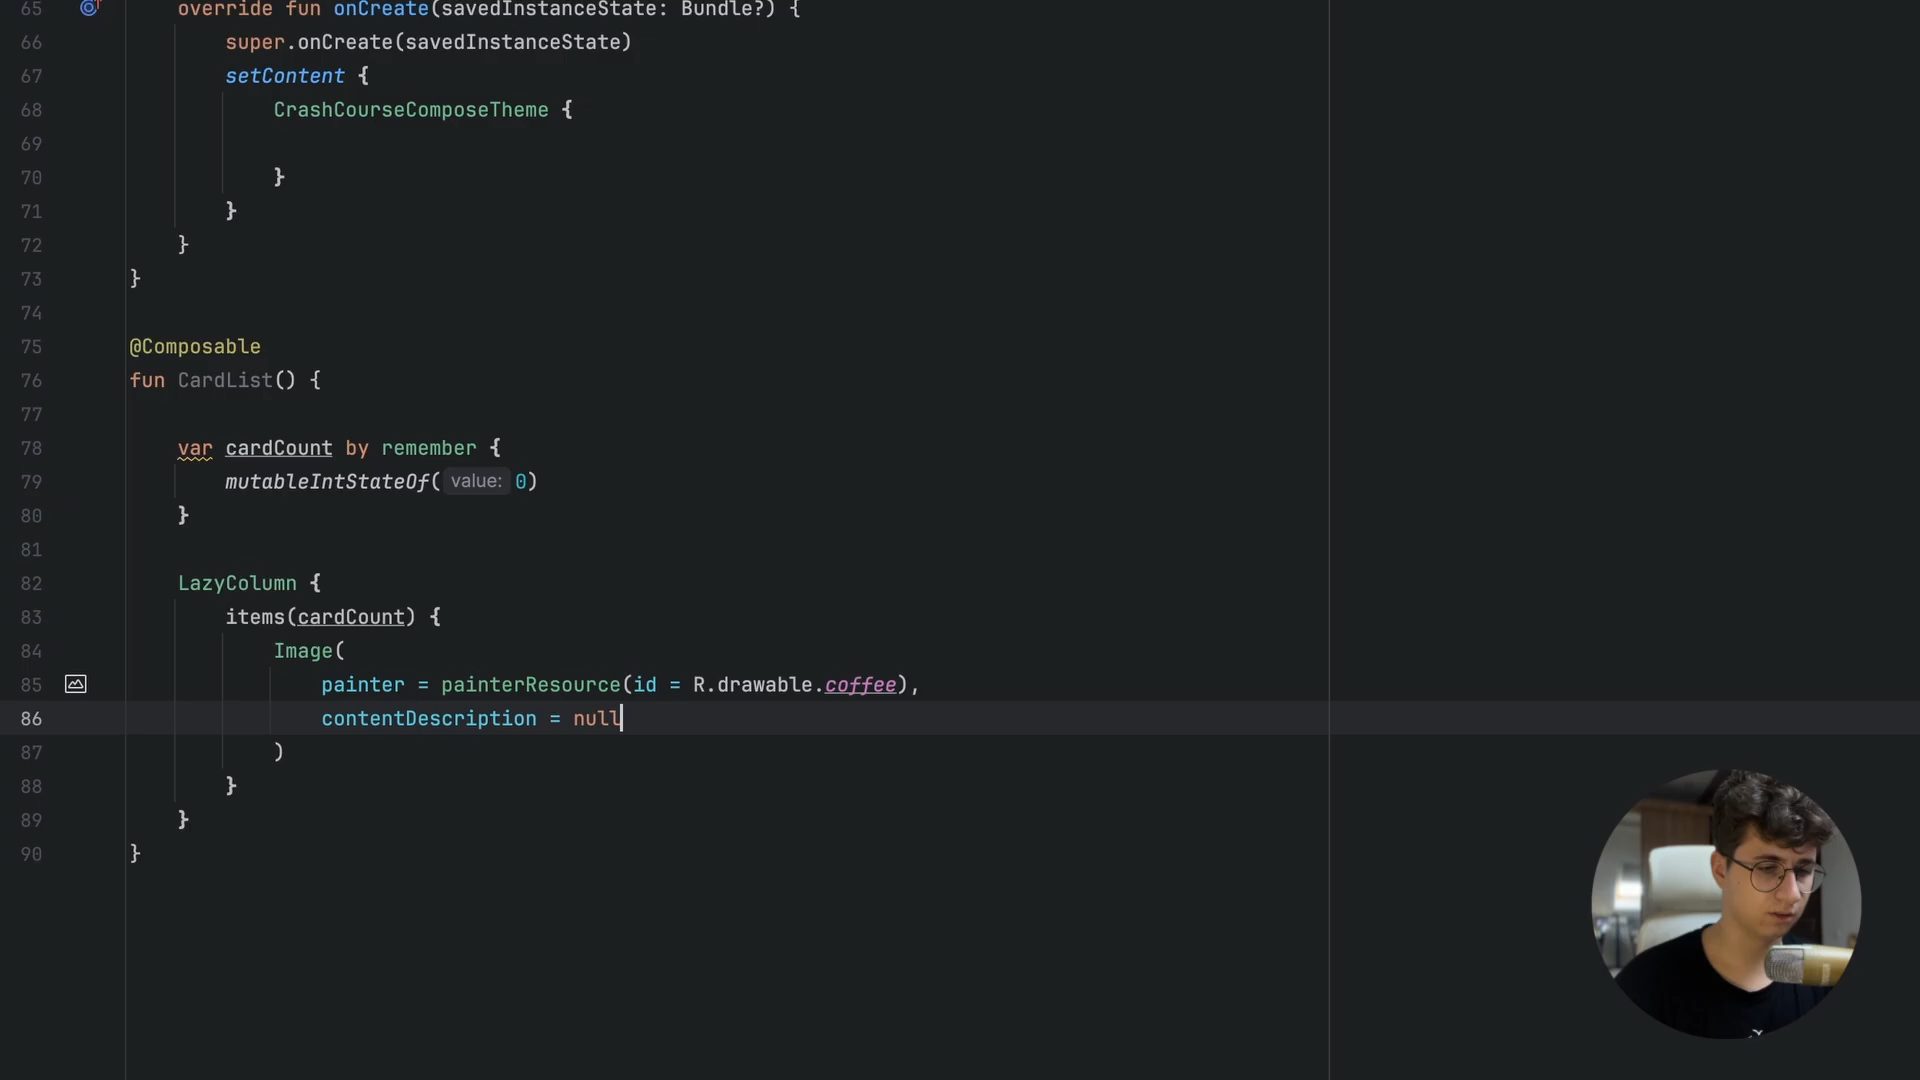 65 override fun onCreate(savedInstanceState: Bundle?) {
66 super.onCreate(savedInstanceState)
67 setContent {
68 CrashCourseComposeTheme {
69
70 }
71 }
72 }
73 }
74
75 @Composable
76 fun CardList() {
77
78 var cardCount by remember {
79 mutableIntStateOf( value: 0)
80 }
81
82 LazyColumn {
83 items(cardCount) {
84 Image(
85 painter = painterResource(id = R.drawable.coffee),
86 contentDescription = null
87 )
88 }
89 }
90 }